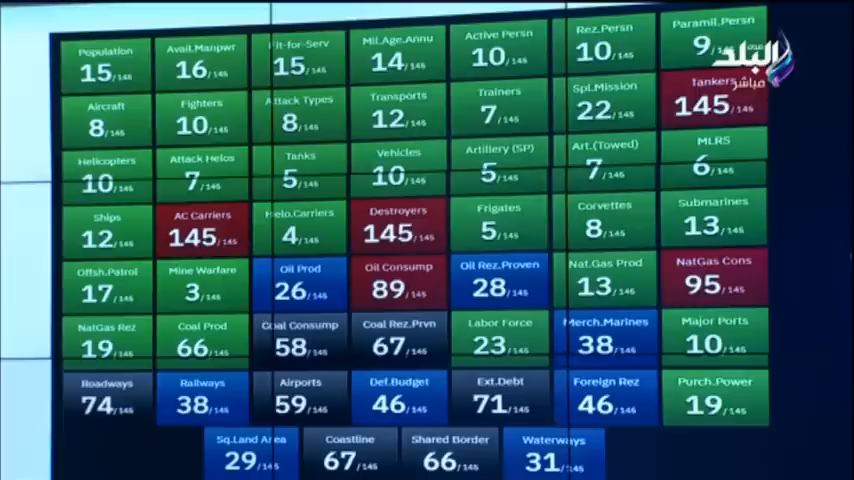 Population
15/145
Avail.Manpwr
16/145
Fit-for-Serv
15/145
Mil.Age.Annu
14/145
Active Persn
10/145
Rez.Persn
10/145
Paramil.Persn
9/145
صدى
البلد
مباشر
Aircraft
8/145
Fighters
10/145
Attack Types
8/145
Transports
12/145
Trainers
7/145
Spl.Mission
22/145
Tankers
145/145
Helicopters
10/145
Attack Helos
7/145
Tanks
5/145
Vehicles
10/145
Artillery (SP)
5/145
Art.(Towed)
7/145
MLRS
6/145
Ships
12/145
AC Carriers
145/145
Helo.Carriers
4/145
Destroyers
145/145
Frigates
5/145
Corvettes
8/145
Submarines
13/145
Offsh.Patrol
17/145
Mine Warfare
3/145
Oil Prod
26/145
Oil Consump
89/145
Oil Rez.Proven
28/145
Nat.Gas Prod
13/145
NatGas Cons
95/145
NatGas Rez
19/145
Coal Prod
66/145
Coal Consump
58/145
Coal Rez.Prvn
67/145
Labor Force
23/145
Merch.Marines
38/145
Major Ports
10/145
Roadways
74/145
Railways
38/145
Airports
59/145
Def.Budget
46/145
Ext.Debt
71/145
Foreign Rez
46/145
Purch.Power
19/145
Sq.Land Area
29/145
Coastline
67/145
Shared Border
66/145
Waterways
31/145